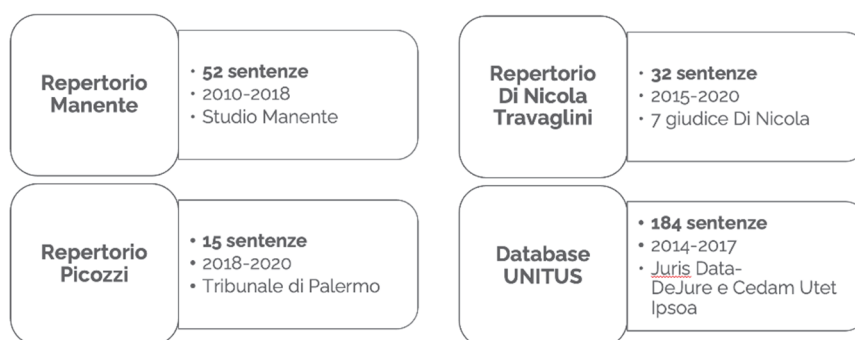 Repertorio
Manente
• 52 sentenze
• 2010-2018
• Studio Manente
Repertorio
Di Nicola
Travaglini
• 32 sentenze
• 2015-2020
• 7 giudice Di Nicola
Repertorio
Picozzi
• 15 sentenze
• 2018-2020
• Tribunale di Palermo
Database
UNITUS
• 184 sentenze
• 2014-2017
• Juris Data-
DeJure e Cedam Utet
Ipsoa